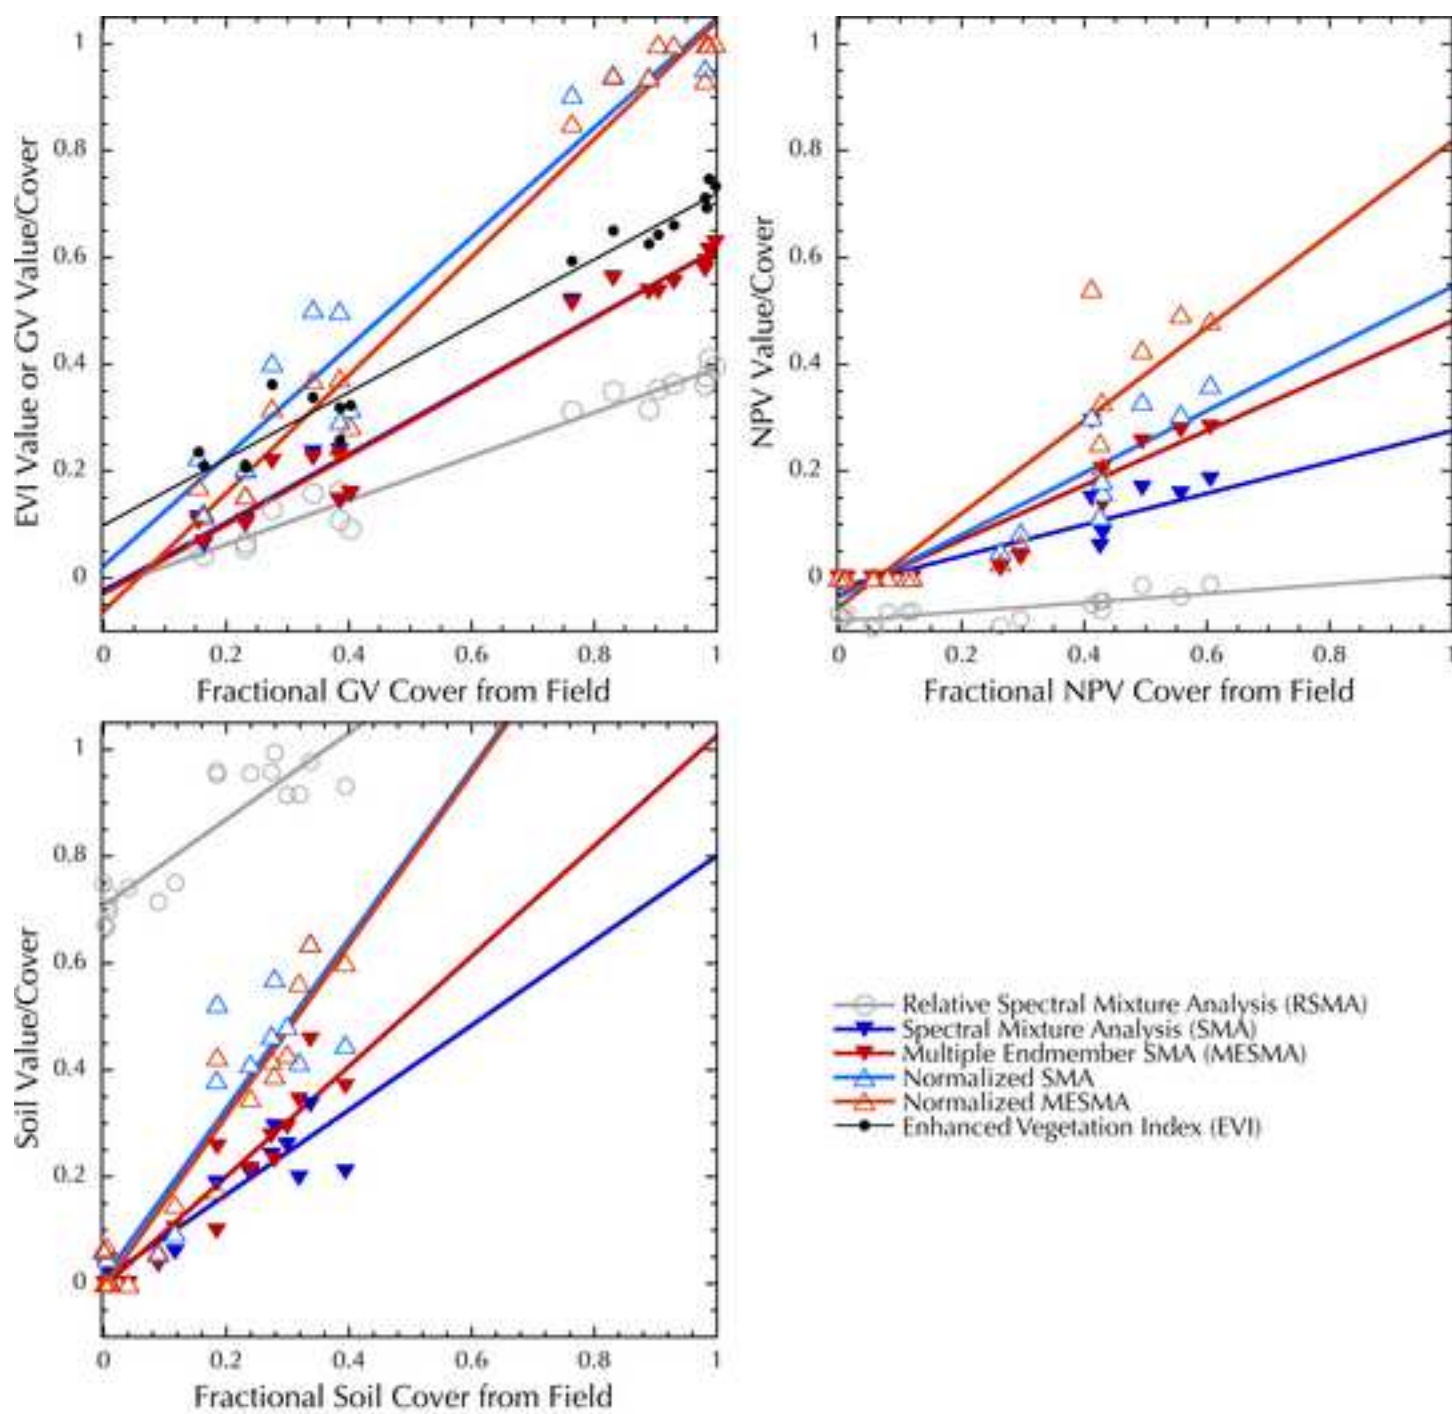 1
0.8
0.6
0.4
0.2
0
EVI Value or GV Value/Cover
0 0.2 0.4 0.6 0.8 1
Fractional GV Cover from Field
1
0.8
0.6
0.4
0.2
0
NPV Value/Cover
0 0.2 0.4 0.6 0.8 1
Fractional NPV Cover from Field
1
0.8
0.6
0.4
0.2
0
Soil Value/Cover
0 0.2 0.4 0.6 0.8 1
Fractional Soil Cover from Field
Relative Spectral Mixture Analysis (RSMA)
Spectral Mixture Analysis (SMA)
Multiple Endmember SMA (MESMA)
Normalized SMA
Normalized MESMA
Enhanced Vegetation Index (EVI)